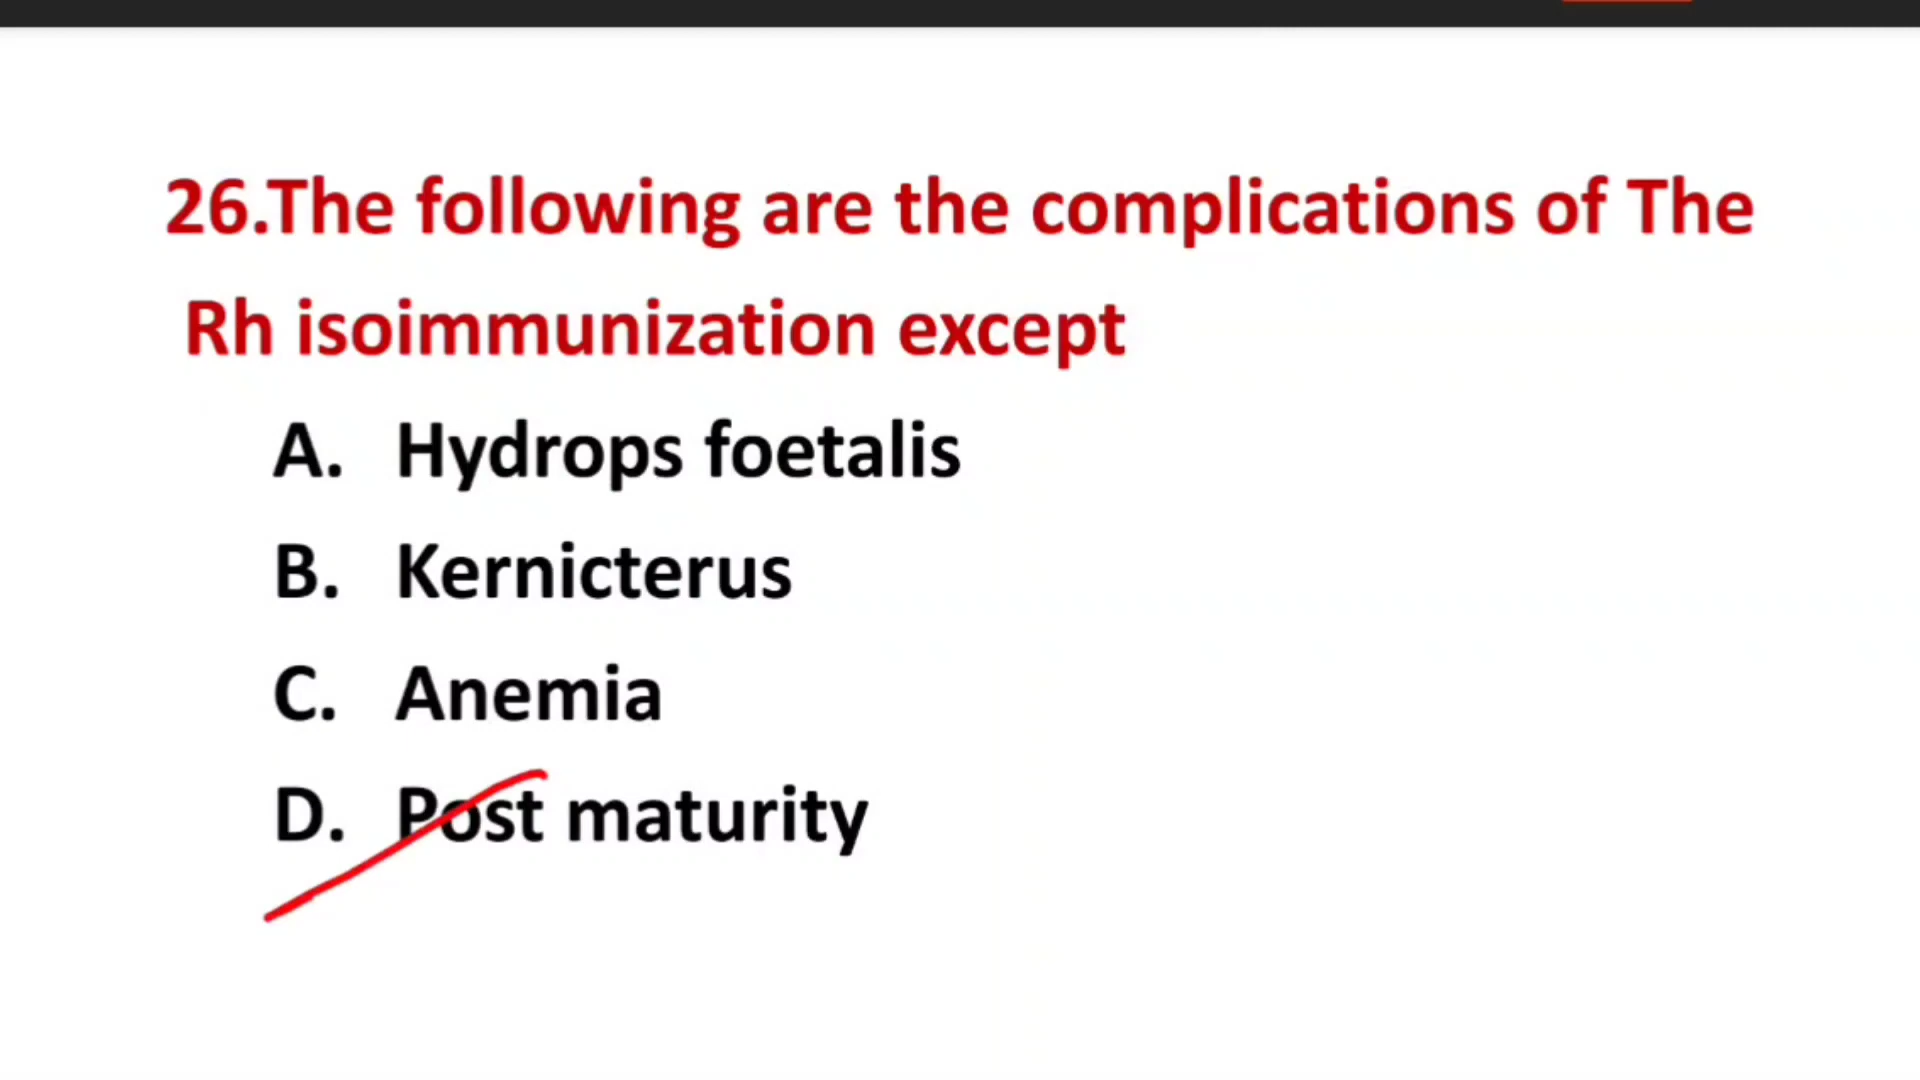 26.The following are the complications of The
Rh isoimmunization except
A. Hydrops foetalis
B. Kernicterus
C. Anemia
D. Post maturity